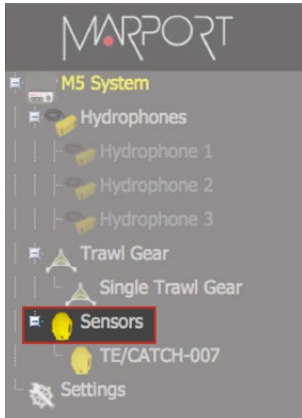 MARPORT
M5 System
Hydrophones
Hydrophone 1
Hydrophone 2
Hydrophone 3
Trawl Gear
Single Trawl Gear
Sensors
TE/CATCH-007
Settings